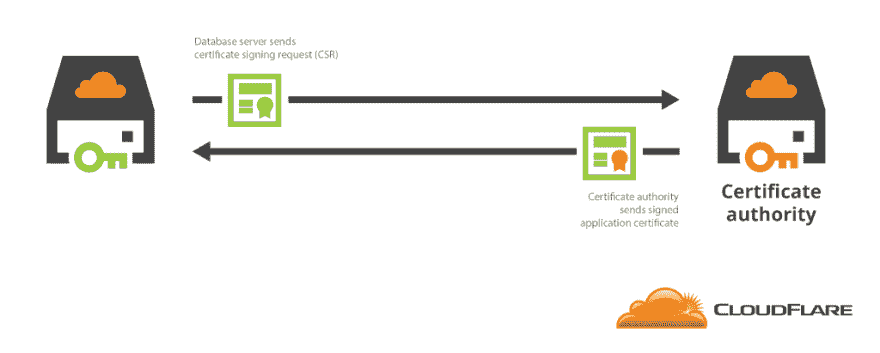 Database server sends
certificate signing request (CSR)
Certificate authority
sends signed
application certificate
Certificate
authority
CLOUDFLARE